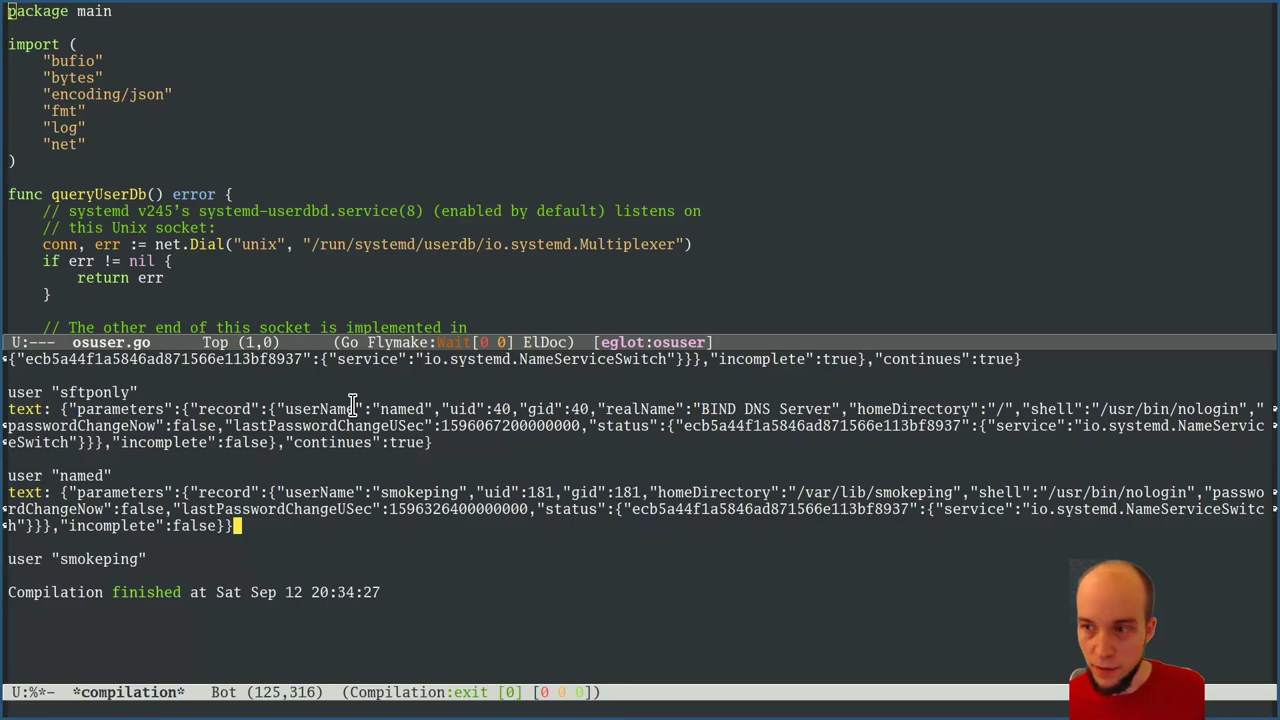 package main
import (
"bufio"
"bytes"
"encoding/json"
"fmt"
"log"
"net"
)
func queryUserDb() error {
// systemd v245's systemd-userdbd.service(8) (enabled by default) listens on
// this Unix socket:
conn, err := net.Dial("unix", "/run/systemd/userdb/io.systemd.Multiplexer")
if err != nil {
return err
}
// The other end of this socket is implemented in
U:--- osuser.go Top (1,0) (Go Flymake:Wait[0 0] ElDoc) [eglot:osuser]
{"ecb5a44f1a5846ad871566e113bf8937":{"service":"io.systemd.NameServiceSwitch"}}},"incomplete":true},"continues":true}
user "sftponly"
text: {"parameters":{"record":{"userName":"named","uid":40,"gid":40,"realName":"BIND DNS Server","homeDirectory":"/","shell":"/usr/bin/nologin","
passwordChangeNow":false,"lastPasswordChangeUSec":1596067200000000,"status":{"ecb5a44f1a5846ad871566e113bf8937":{"service":"io.systemd.NameServic
eSwitch"}}},"incomplete":false},"continues":true}
user "named"
text: {"parameters":{"record":{"userName":"smokeping","uid":181,"gid":181,"homeDirectory":"/var/lib/smokeping","shell":"/usr/bin/nologin","passwo
rdChangeNow":false,"lastPasswordChangeUSec":1596326400000000,"status":{"ecb5a44f1a5846ad871566e113bf8937":{"service":"io.systemd.NameServiceSwitc
h"}}},"incomplete":false}}
user "smokeping"
Compilation finished at Sat Sep 12 20:34:27
U:%*- *compilation* Bot (125,316) (Compilation:exit [0] [0 0 0])